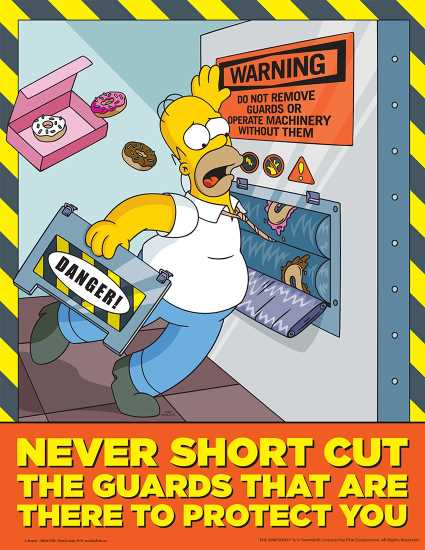 WARNING
DO NOT REMOVE
GUARDS OR
OPERATE MACHINERY
WITHOUT THEM
DANGER!
NEVER SHORT CUT
THE GUARDS THAT ARE
THERE TO PROTECT YOU